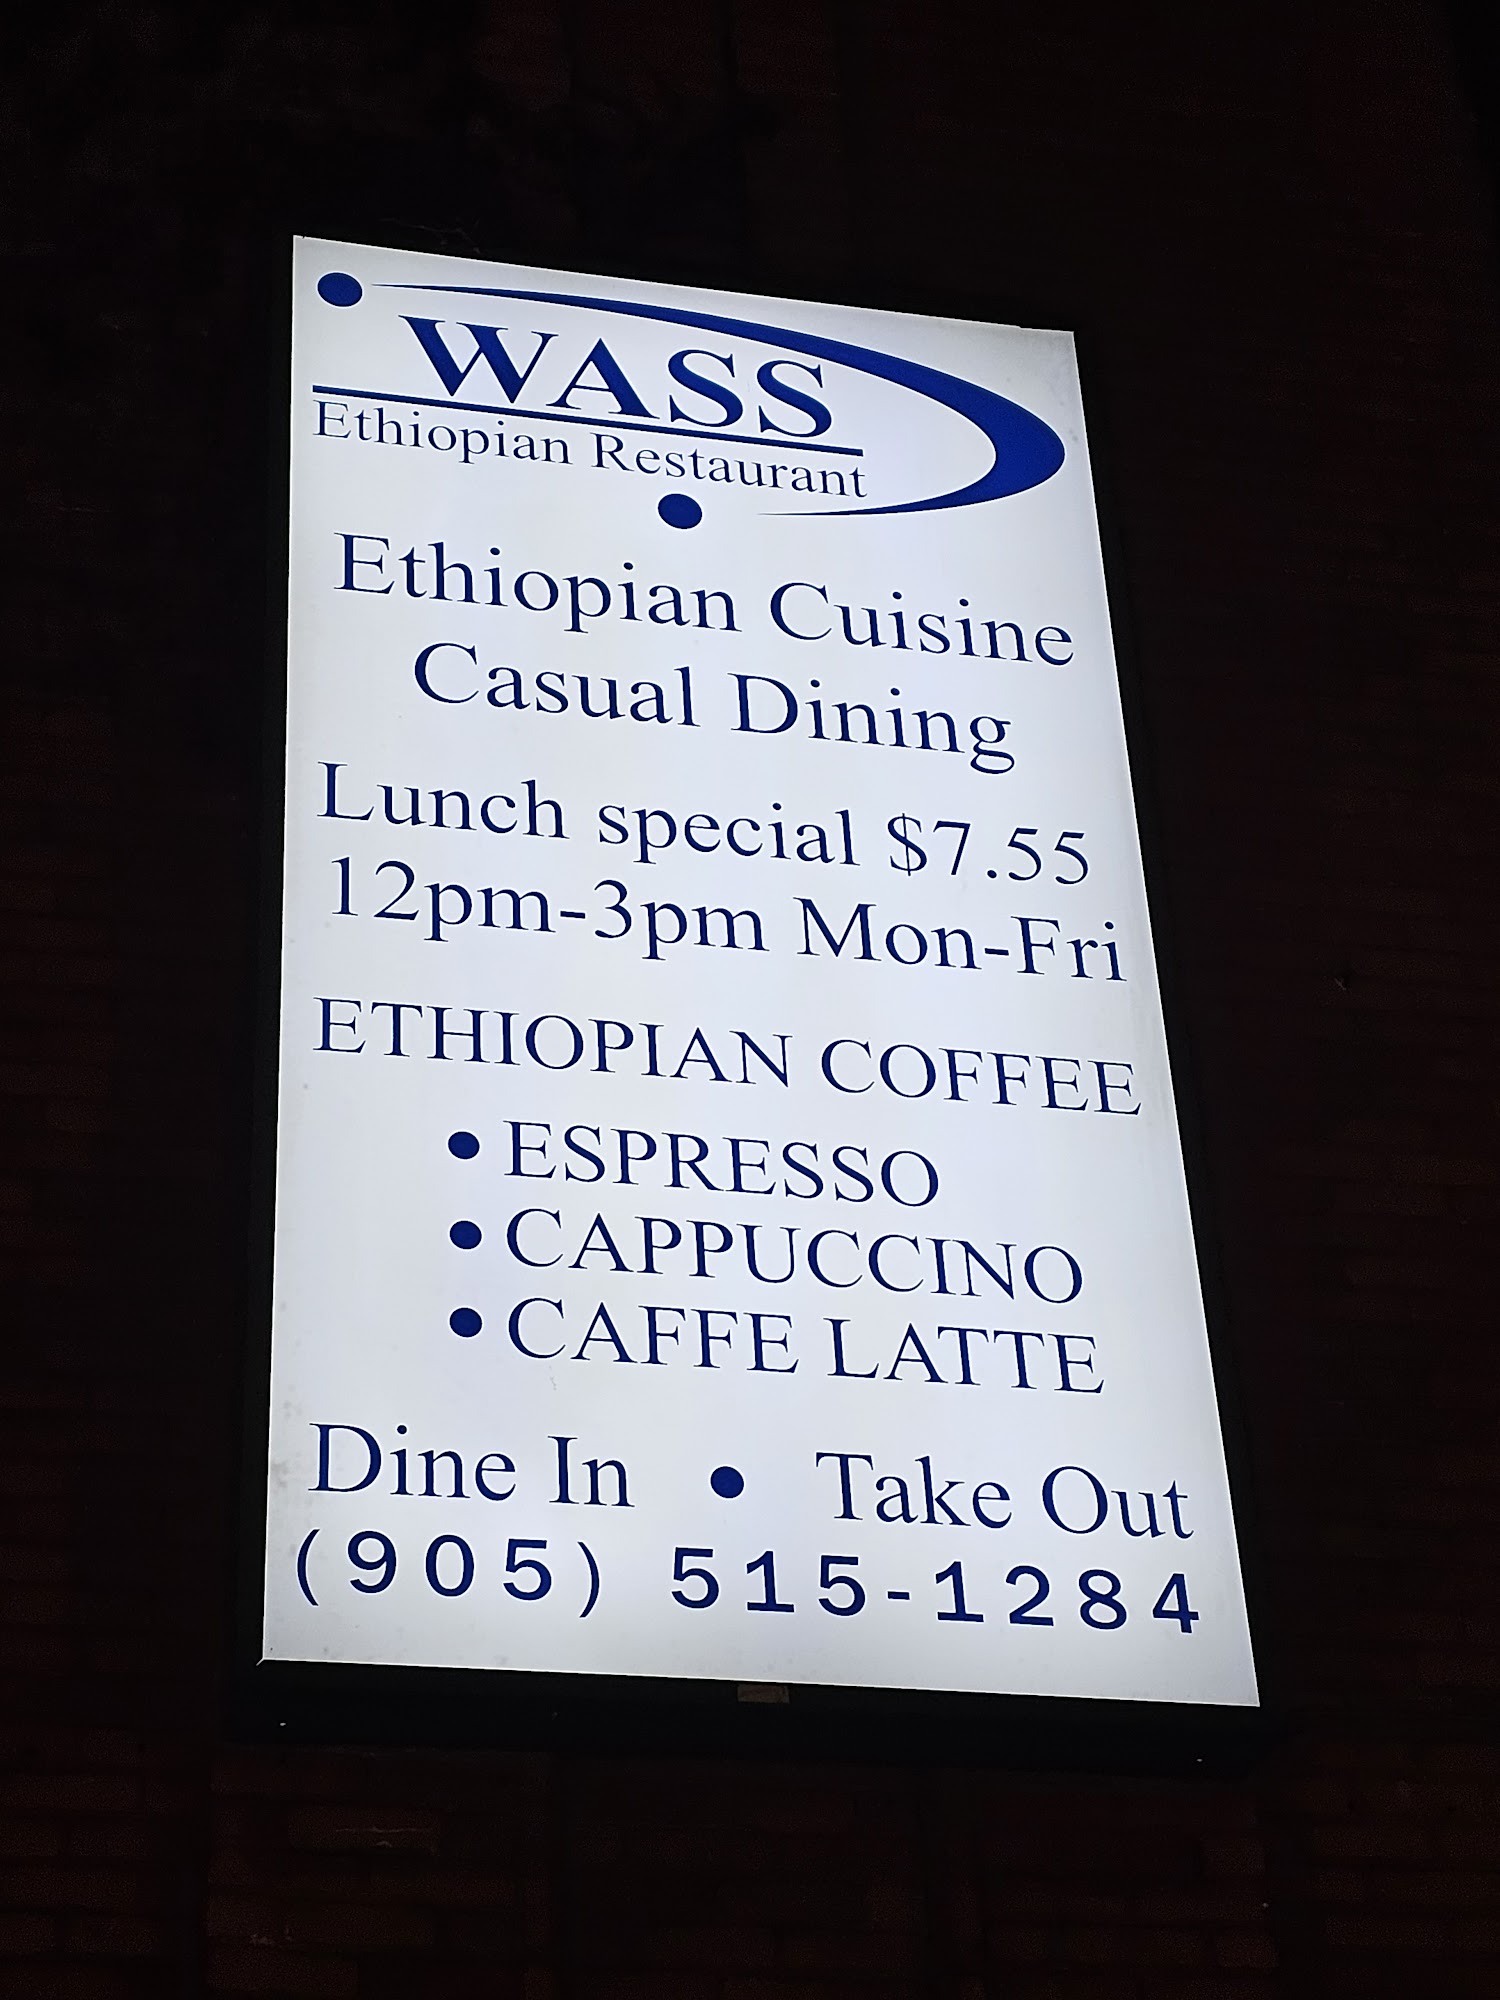 WASS
Ethiopian Restaurant
Ethiopian Cuisine
Casual Dining
Lunch special $7.55
12pm-3pm Mon-Fri
ETHIOPIAN COFFEE
• ESPRESSO
• CAPPUCCINO
• CAFFE LATTE
Dine In • Take Out
(905) 515-1284